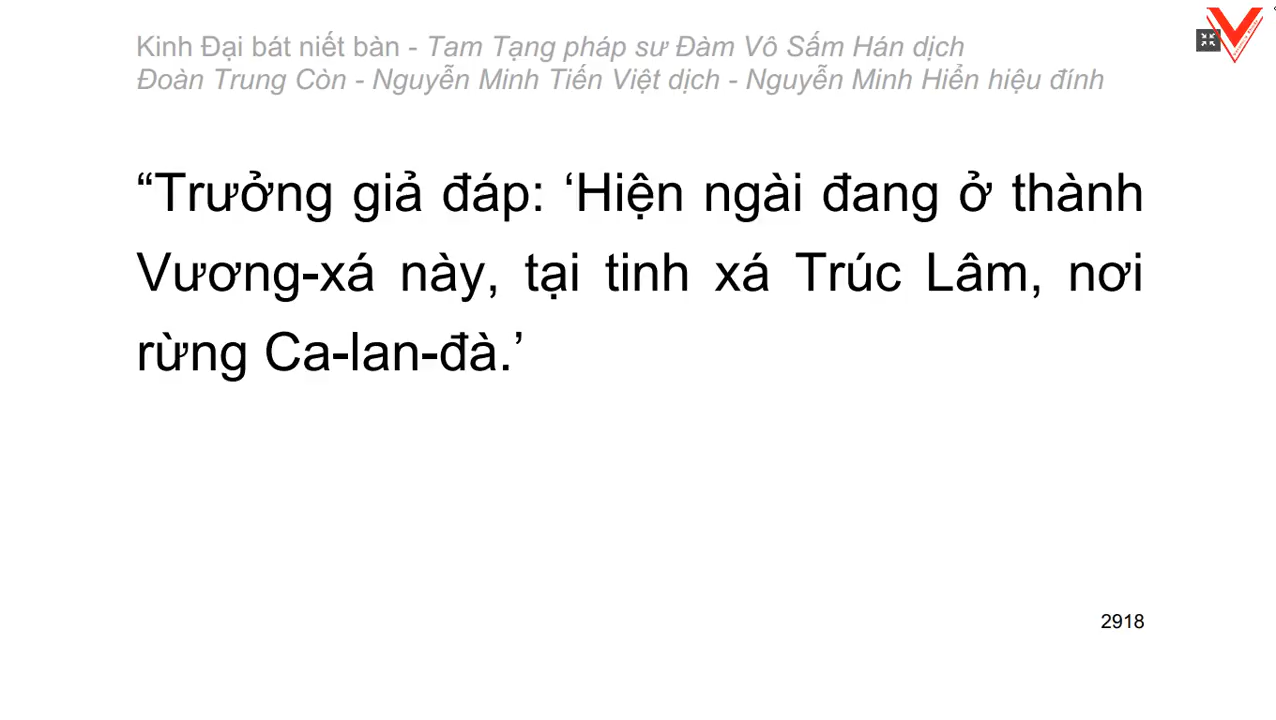 Kinh Đại bát niết bàn - Tam Tạng pháp sư Đàm Vô Sấm Hán dịch
Đoàn Trung Còn - Nguyễn Minh Tiến Việt dịch - Nguyễn Minh Hiển hiệu đính
“Trưởng giả đáp: ‘Hiện ngài đang ở thành
Vương-xá này, tại tinh xá Trúc Lâm, nơi
rừng Ca-lan-đà.’
2918